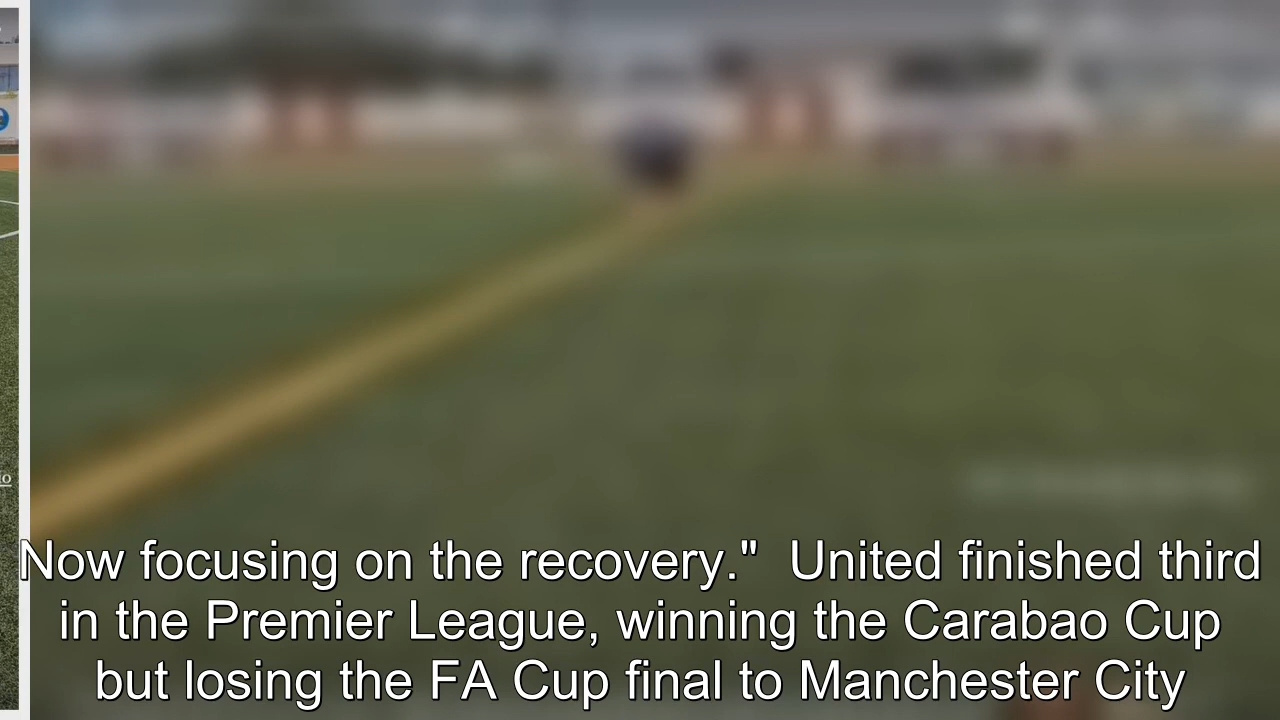 Now focusing on the recovery."  United finished third
in the Premier League, winning the Carabao Cup
but losing the FA Cup final to Manchester City